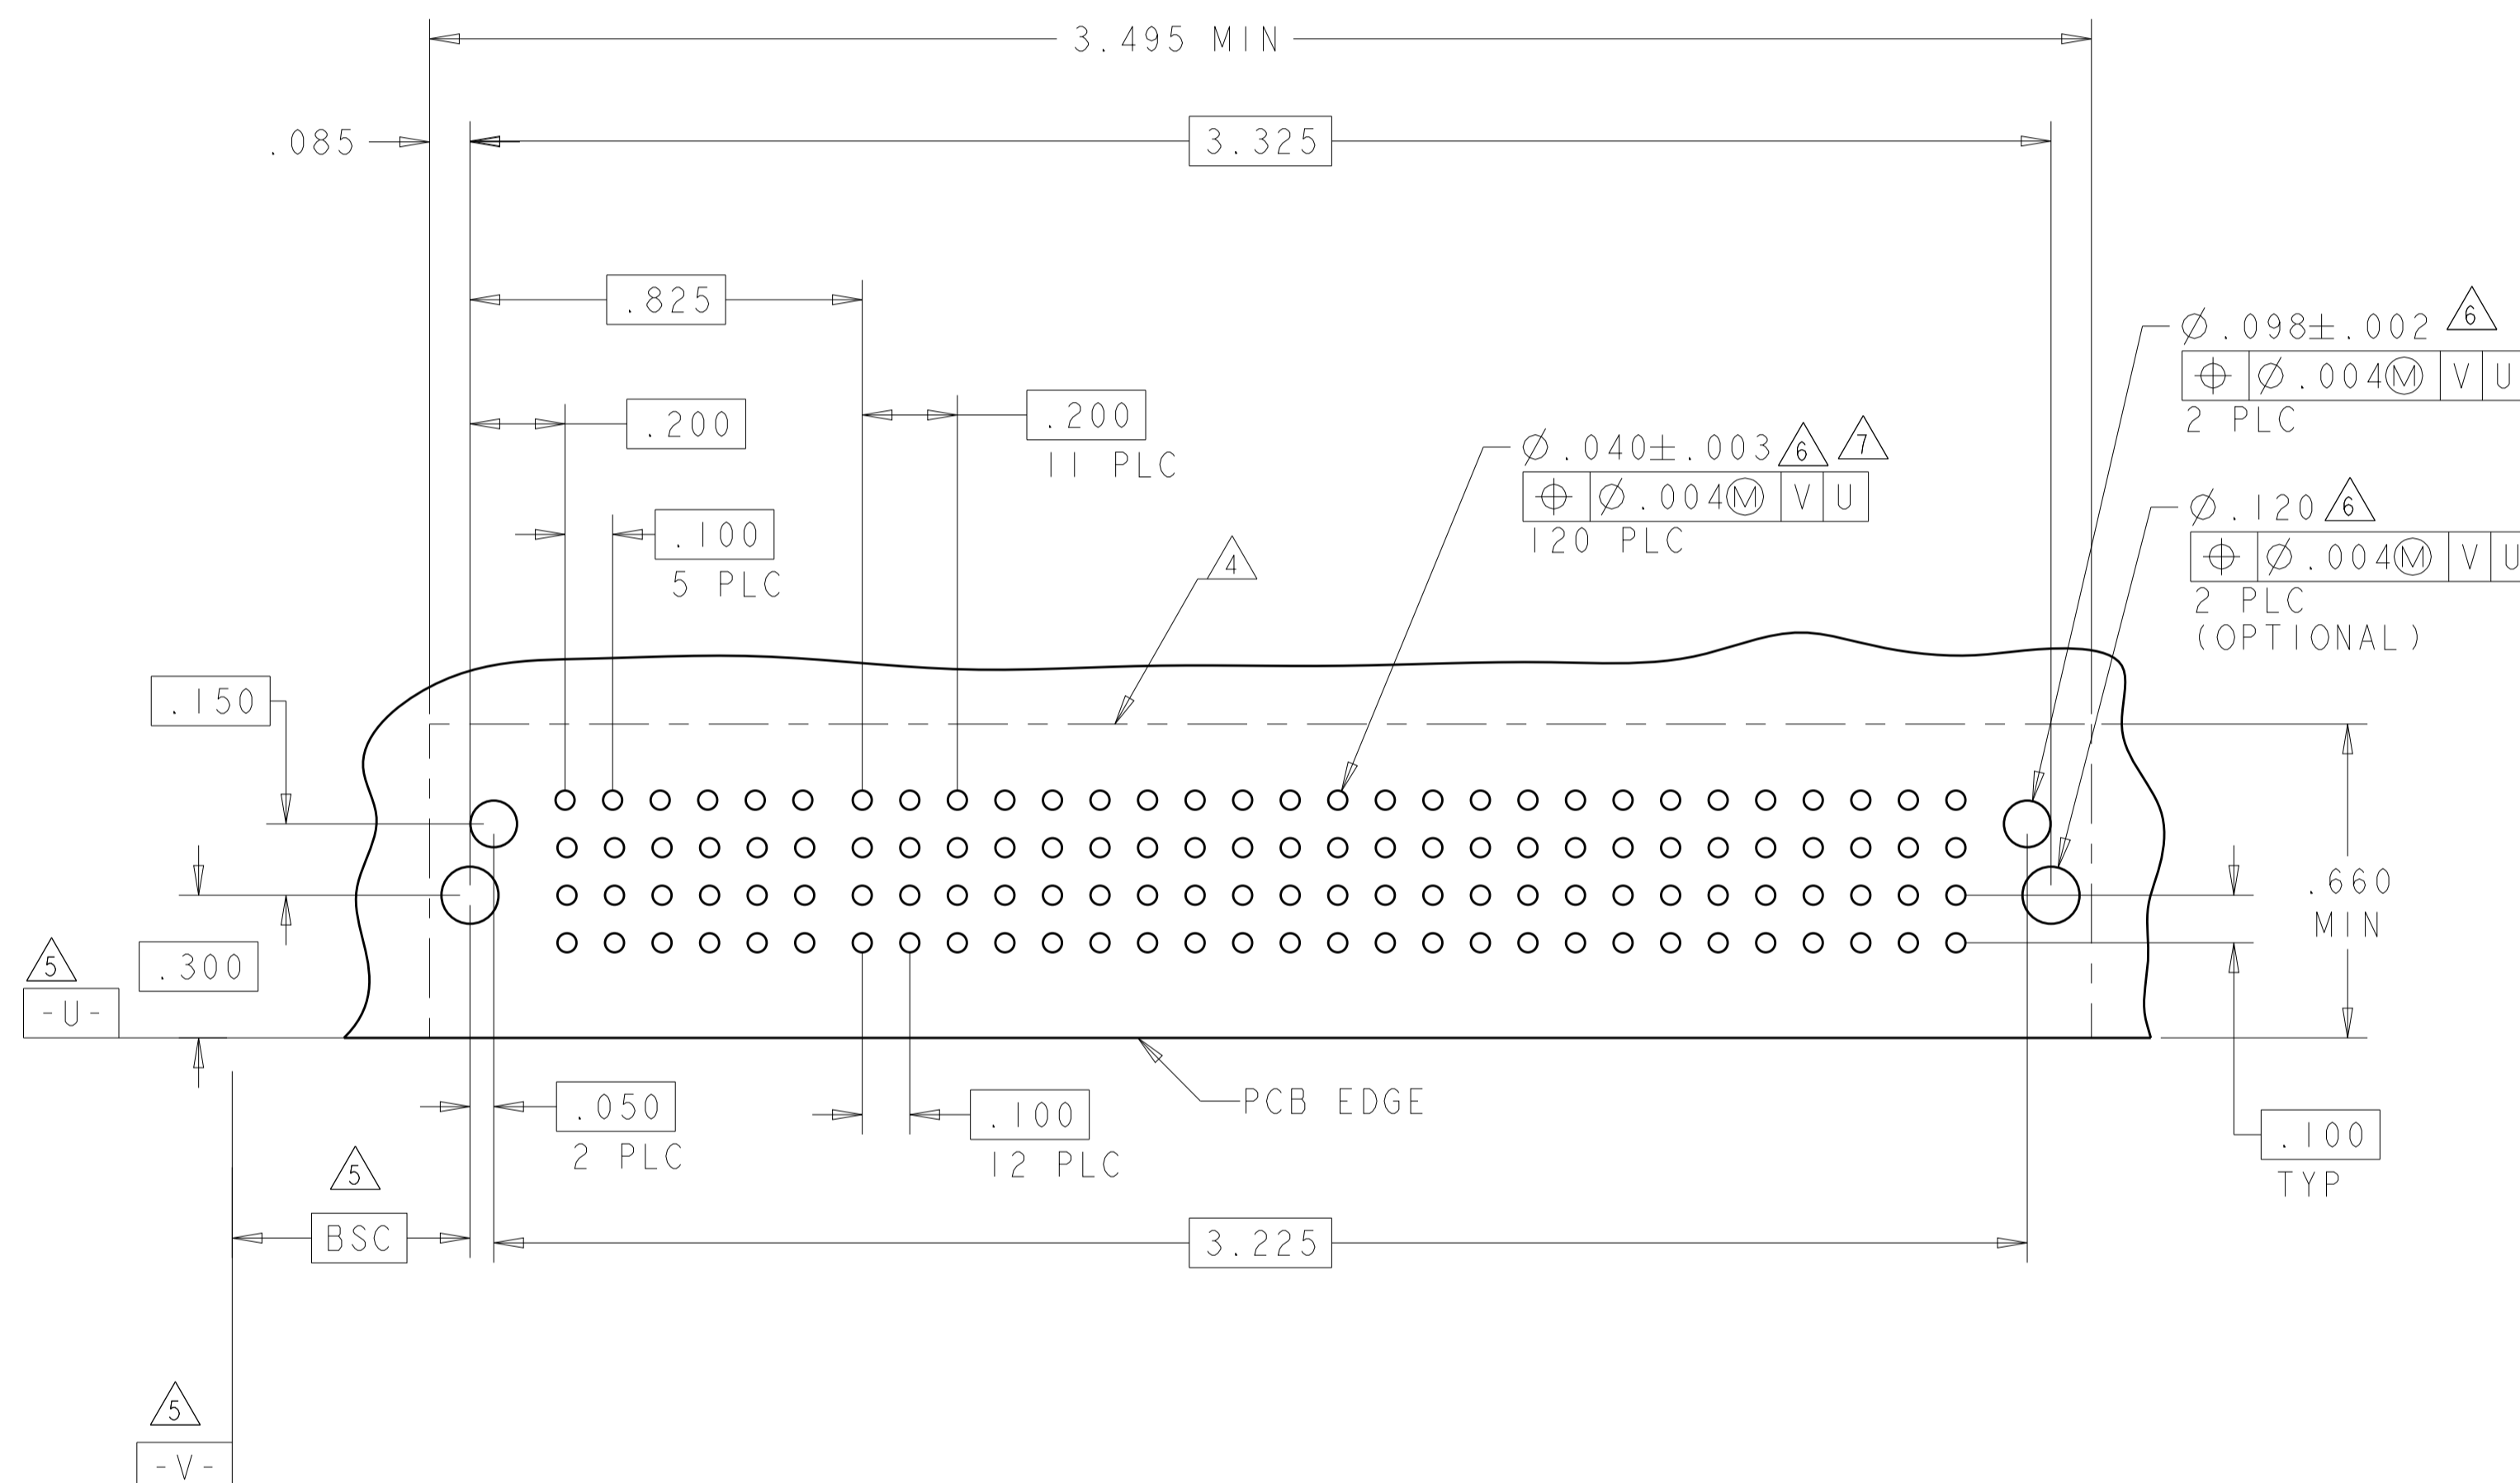 3.495 MIN
.085
3.325
.825
.200
.200
11 PLC
.100
5 PLC
⌀.098±.002 6
⌖ ⌀.004Ⓜ V U
2 PLC
⌀.040±.003 6 7
⌖ ⌀.004Ⓜ V U
120 PLC
⌀.120 6
⌖ ⌀.004Ⓜ V U
2 PLC
(OPTIONAL)
4
.150
.660
MIN
5
.300
-U-
.050
2 PLC
.100
12 PLC
PCB EDGE
.100
TYP
5
BSC
3.225
5
-V-